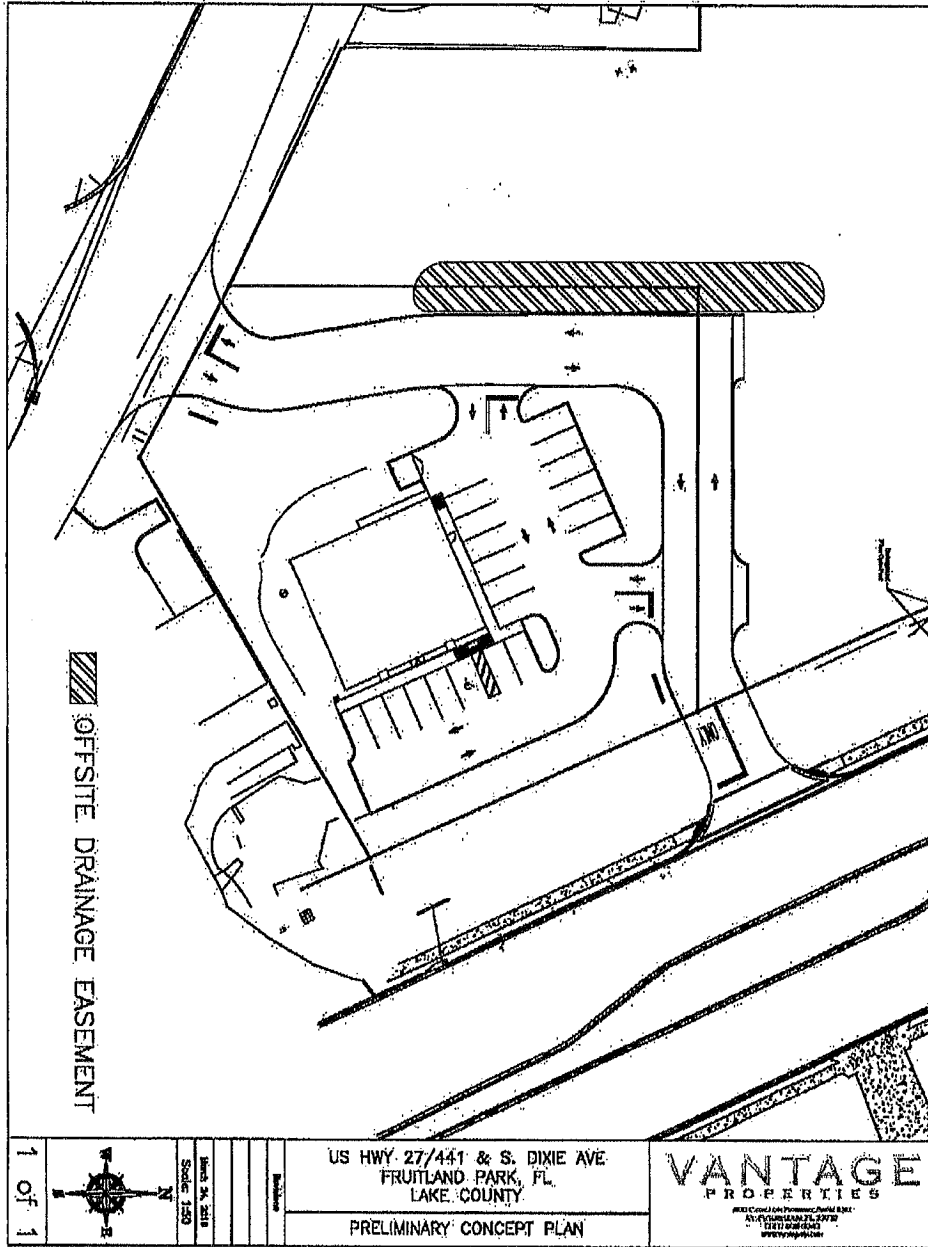 OFFSITE DRAINAGE EASEMENT
ONLY
1 of 1
W
N
E
Scale: 1:50
US HWY 27/441 & S. DIXIE AVE
FRUITLAND PARK, FL
LAKE COUNTY
PRELIMINARY CONCEPT PLAN
VANTAGE
PROPERTIES